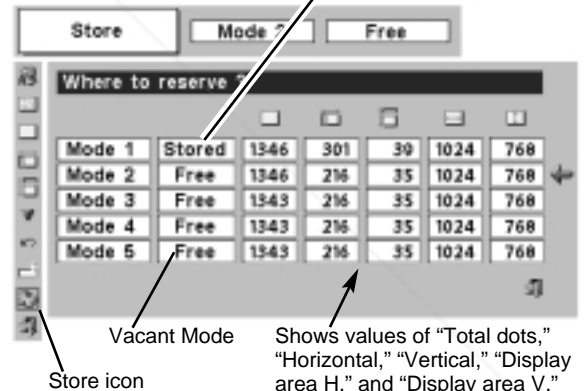 Store Mode 2 Free
Where to reserve ?
Mode 1 Stored 1346 301 39 1024 768
Mode 2 Free 1346 216 35 1024 768
Mode 3 Free 1343 216 35 1024 768
Mode 4 Free 1343 216 35 1024 768
Mode 5 Free 1343 216 35 1024 768
Vacant Mode
Shows values of “Total dots,”
“Horizontal,” “Vertical,” “Display
area H,” and “Display area V.”
Store icon